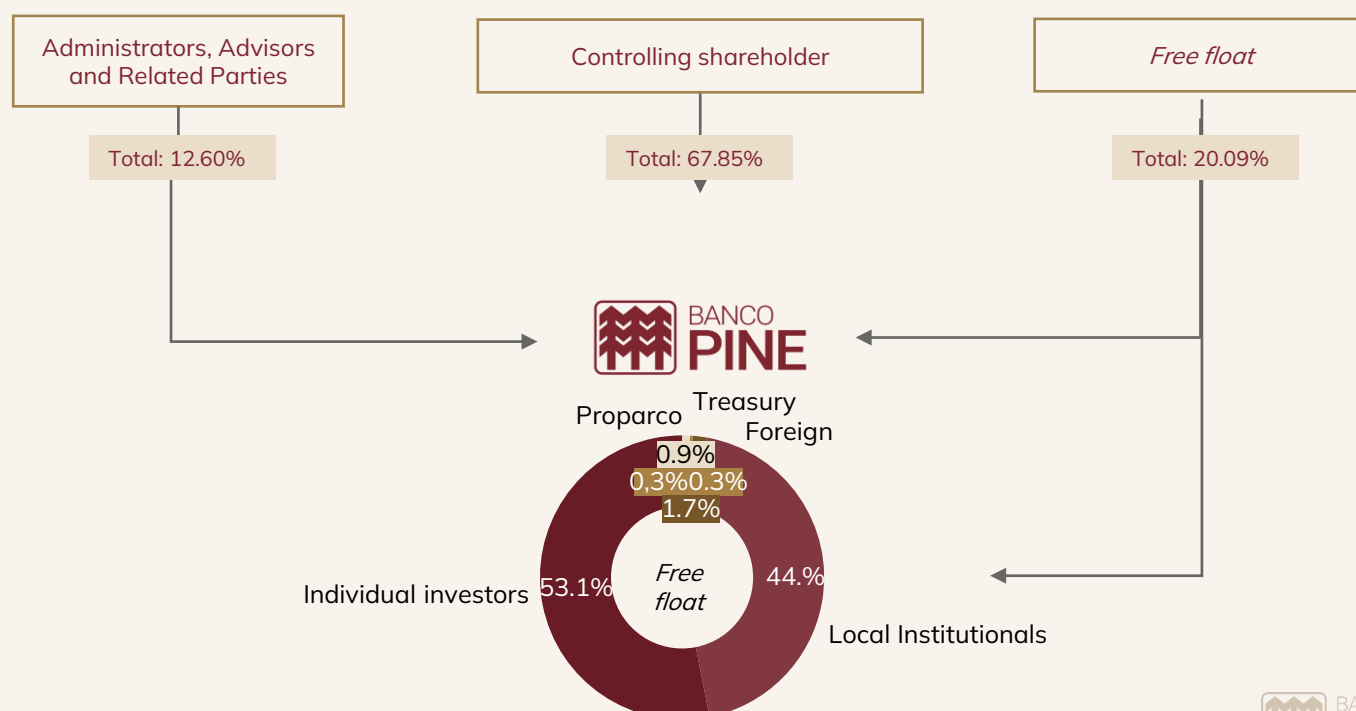 Administrators, Advisors
and Related Parties
Controlling shareholder
Free float
Total: 12.60%
Total: 67.85%
Total: 20.09%
BANCO
PINE
Proparco
Treasury
Foreign
0.9%
0,3%0.3%
1.7%
Individual investors
53.1%
Free
float
44.%
Local Institutionals
BA